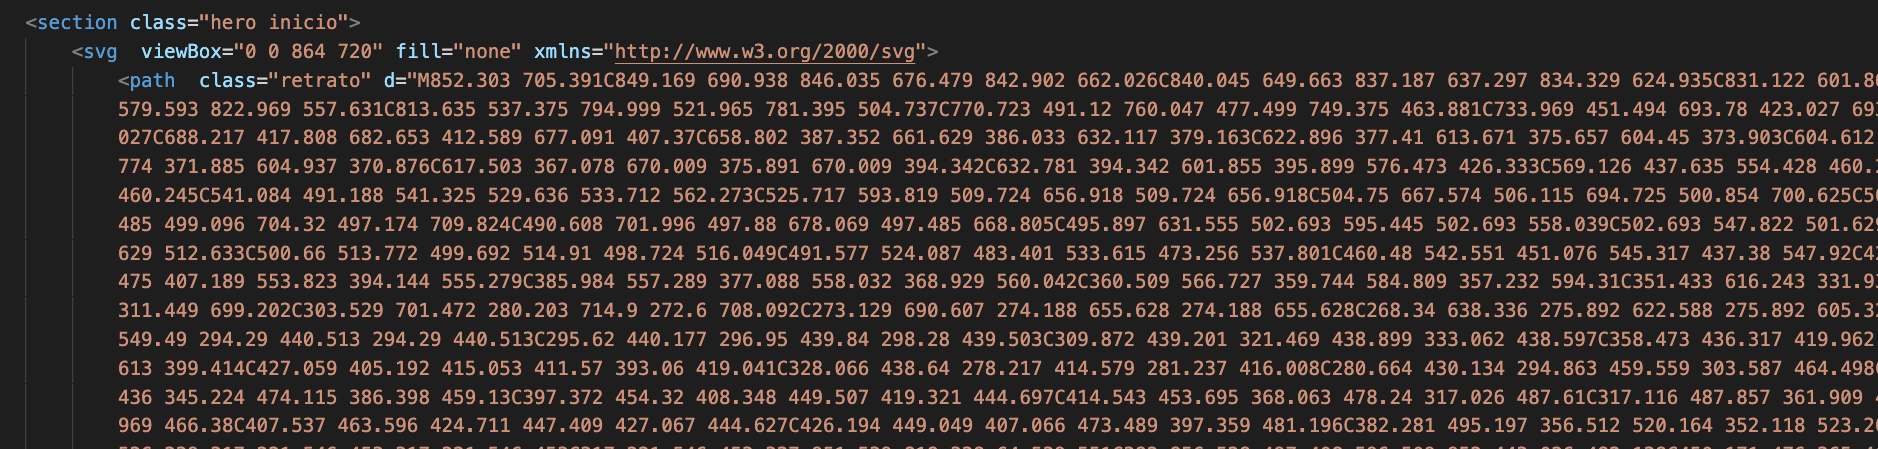 <section class="hero inicio">
<svg  viewBox="0 0 864 720" fill="none" xmlns="http://www.w3.org/2000/svg">
<path  class="retrato" d="M852.303 705.391C849.169 690.938 846.035 676.479 842.902 662.026C840.045 649.663 837.187 637.297 834.329 624.935C831.122 601.86
579.593 822.969 557.631C813.635 537.375 794.999 521.965 781.395 504.737C770.723 491.12 760.047 477.499 749.375 463.881C733.969 451.494 693.78 423.027 693
027C688.217 417.808 682.653 412.589 677.091 407.37C658.802 387.352 661.629 386.033 632.117 379.163C622.896 377.41 613.671 375.657 604.45 373.903C604.612
774 371.885 604.937 370.876C617.503 367.078 670.009 375.891 670.009 394.342C632.781 394.342 601.855 395.899 576.473 426.333C569.126 437.635 554.428 460.2
460.245C541.084 491.188 541.325 529.636 533.712 562.273C525.717 593.819 509.724 656.918 509.724 656.918C504.75 667.574 506.115 694.725 500.854 700.625C50
485 499.096 704.32 497.174 709.824C490.608 701.996 497.88 678.069 497.485 668.805C495.897 631.555 502.693 595.445 502.693 558.039C502.693 547.822 501.629
629 512.633C500.66 513.772 499.692 514.91 498.724 516.049C491.577 524.087 483.401 533.615 473.256 537.801C460.48 542.551 451.076 545.317 437.38 547.92C42
475 407.189 553.823 394.144 555.279C385.984 557.289 377.088 558.032 368.929 560.042C360.509 566.727 359.744 584.809 357.232 594.31C351.433 616.243 331.93
311.449 699.202C303.529 701.472 280.203 714.9 272.6 708.092C273.129 690.607 274.188 655.628 274.188 655.628C268.34 638.336 275.892 622.588 275.892 605.32
549.49 294.29 440.513 294.29 440.513C295.62 440.177 296.95 439.84 298.28 439.503C309.872 439.201 321.469 438.899 333.062 438.597C358.473 436.317 419.962
613 399.414C427.059 405.192 415.053 411.57 393.06 419.041C328.066 438.64 278.217 414.579 281.237 416.008C280.664 430.134 294.863 459.559 303.587 464.498C
436 345.224 474.115 386.398 459.13C397.372 454.32 408.348 449.507 419.321 444.697C414.543 453.695 368.063 478.24 317.026 487.61C317.116 487.857 361.909
969 466.38C407.537 463.596 424.711 447.409 427.067 444.627C426.194 449.049 407.066 473.489 397.359 481.196C382.281 495.197 356.512 520.164 352.118 523.20